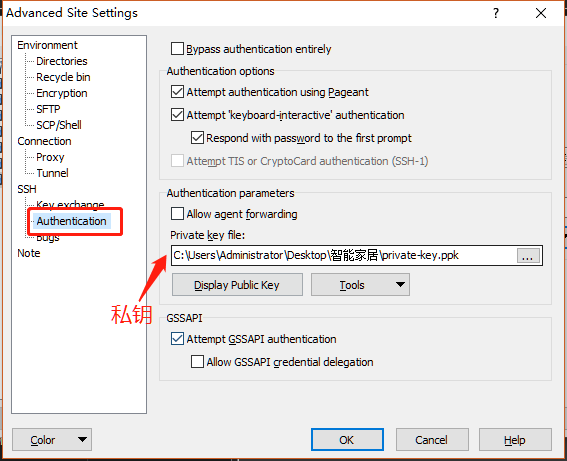 Advanced Site Settings
Environment
Directories
Recycle bin
Encryption
SFTP
SCP/Shell
Connection
Proxy
Tunnel
SSH
Key exchange
Authentication
Bugs
Note
Bypass authentication entirely
Authentication options
Attempt authentication using Pageant
Attempt 'keyboard-interactive' authentication
Respond with password to the first prompt
Attempt TIS or CryptoCard authentication (SSH-1)
Authentication parameters
Allow agent forwarding
Private key file:
C:\Users\Administrator\Desktop\智能家居\private-key.ppk
...
Display Public Key
Tools
私钥
GSSAPI
Attempt GSSAPI authentication
Allow GSSAPI credential delegation
Color
OK
Cancel
Help